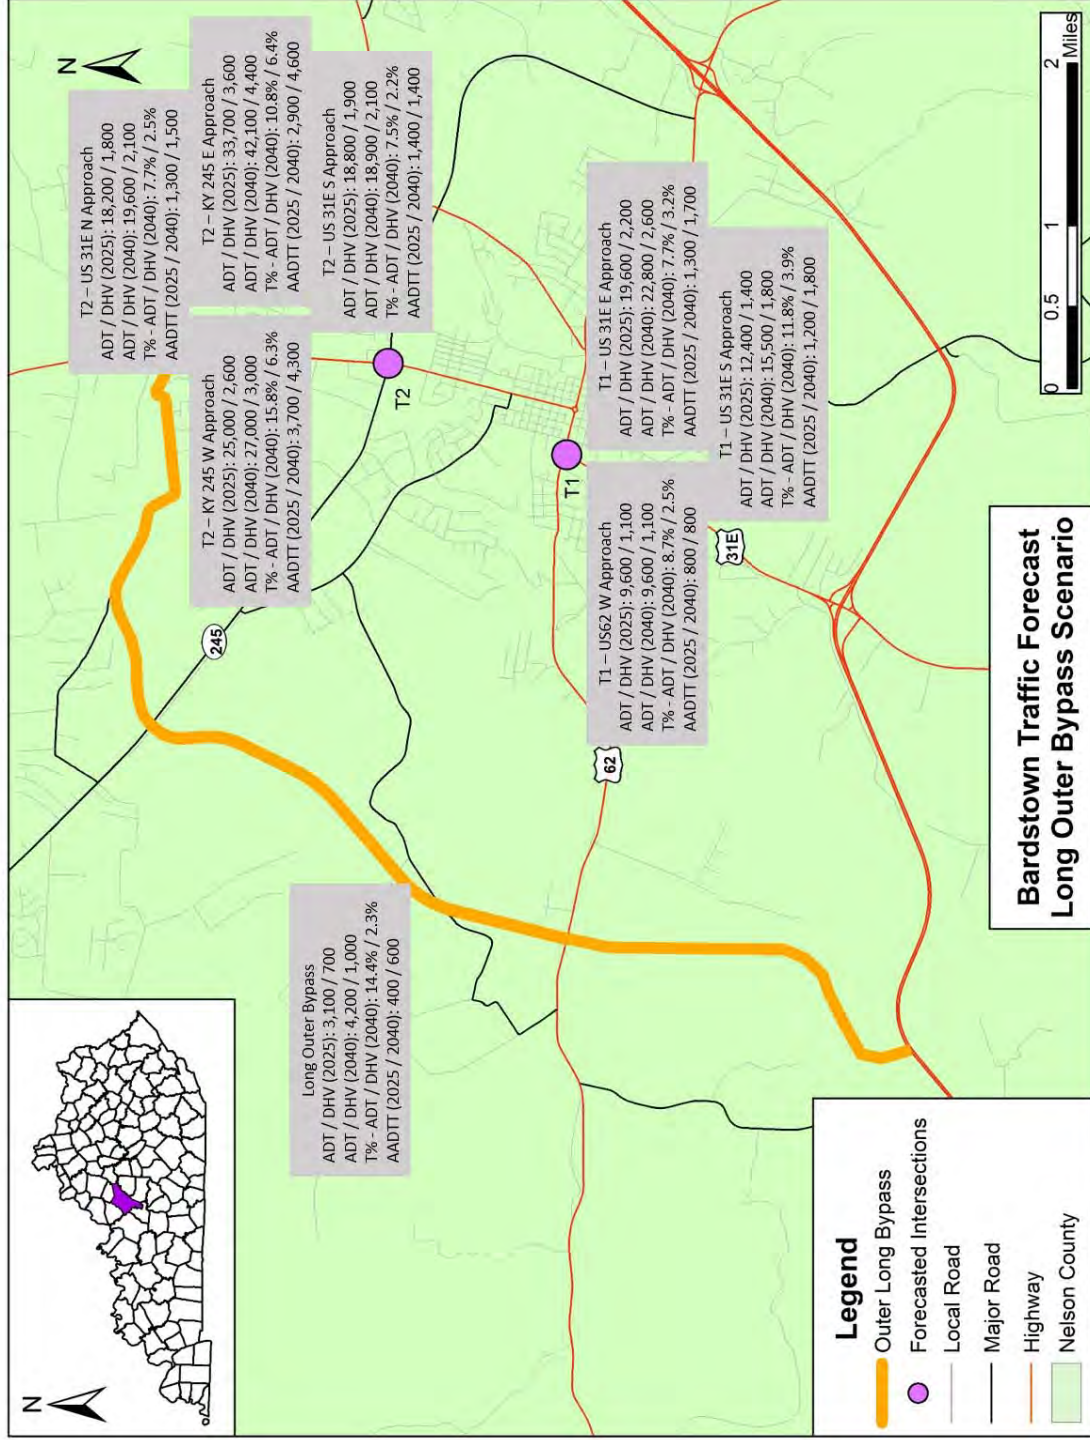 N
N
T2 – US 31E N Approach
ADT / DHV (2025): 18,200 / 1,800
ADT / DHV (2040): 19,600 / 2,100
T% - ADT / DHV (2040): 7.7% / 2.5%
AADTT (2025 / 2040): 1,300 / 1,500
T2 – KY 245 W Approach
ADT / DHV (2025): 25,000 / 2,600
ADT / DHV (2040): 27,000 / 3,000
T% - ADT / DHV (2040): 15.8% / 6.3%
AADTT (2025 / 2040): 3,700 / 4,300
T2 – KY 245 E Approach
ADT / DHV (2025): 33,700 / 3,600
ADT / DHV (2040): 42,100 / 4,400
T% - ADT / DHV (2040): 10.8% / 6.4%
AADTT (2025 / 2040): 2,900 / 4,600
T2 – US 31E S Approach
ADT / DHV (2025): 18,800 / 1,900
ADT / DHV (2040): 18,900 / 2,100
T% - ADT / DHV (2040): 7.5% / 2.2%
AADTT (2025 / 2040): 1,400 / 1,400
245
T2
Long Outer Bypass
ADT / DHV (2025): 3,100 / 700
ADT / DHV (2040): 4,200 / 1,000
T% - ADT / DHV (2040): 14.4% / 2.3%
AADTT (2025 / 2040): 400 / 600
T1
62
T1 – US62 W Approach
ADT / DHV (2025): 9,600 / 1,100
ADT / DHV (2040): 9,600 / 1,100
T% - ADT / DHV (2040): 8.7% / 2.5%
AADTT (2025 / 2040): 800 / 800
T1 – US 31E E Approach
ADT / DHV (2025): 19,600 / 2,200
ADT / DHV (2040): 22,800 / 2,600
T% - ADT / DHV (2040): 7.7% / 3.2%
AADTT (2025 / 2040): 1,300 / 1,700
31E
T1 – US 31E S Approach
ADT / DHV (2025): 12,400 / 1,400
ADT / DHV (2040): 15,500 / 1,800
T% - ADT / DHV (2040): 11.8% / 3.9%
AADTT (2025 / 2040): 1,200 / 1,800
Legend
Outer Long Bypass
Forecasted Intersections
Local Road
Major Road
Highway
Nelson County
Bardstown Traffic Forecast
Long Outer Bypass Scenario
0 0.5 1 2
Miles